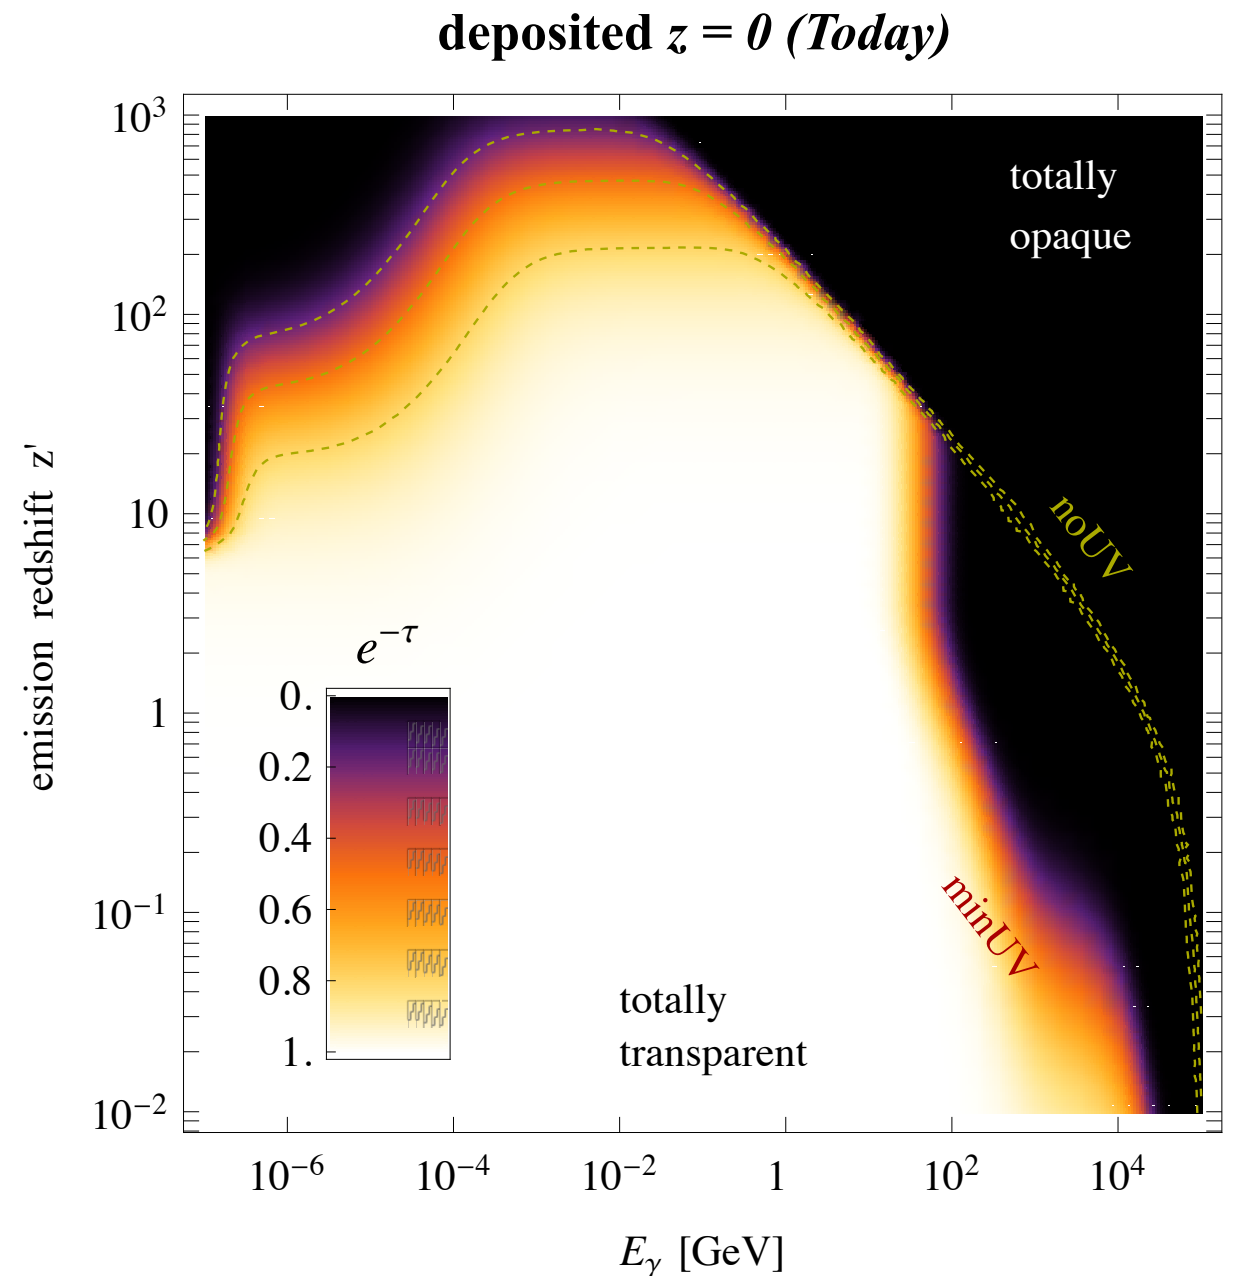 deposited z = 0 (Today)
10³
10²
10
1
10⁻¹
10⁻²
emission redshift z'
totally
opaque
noUV
minUV
e^−τ
0.
0.2
0.4
0.6
0.8
1.
totally
transparent
10⁻⁶ 10⁻⁴ 10⁻² 1 10² 10⁴
E_γ [GeV]